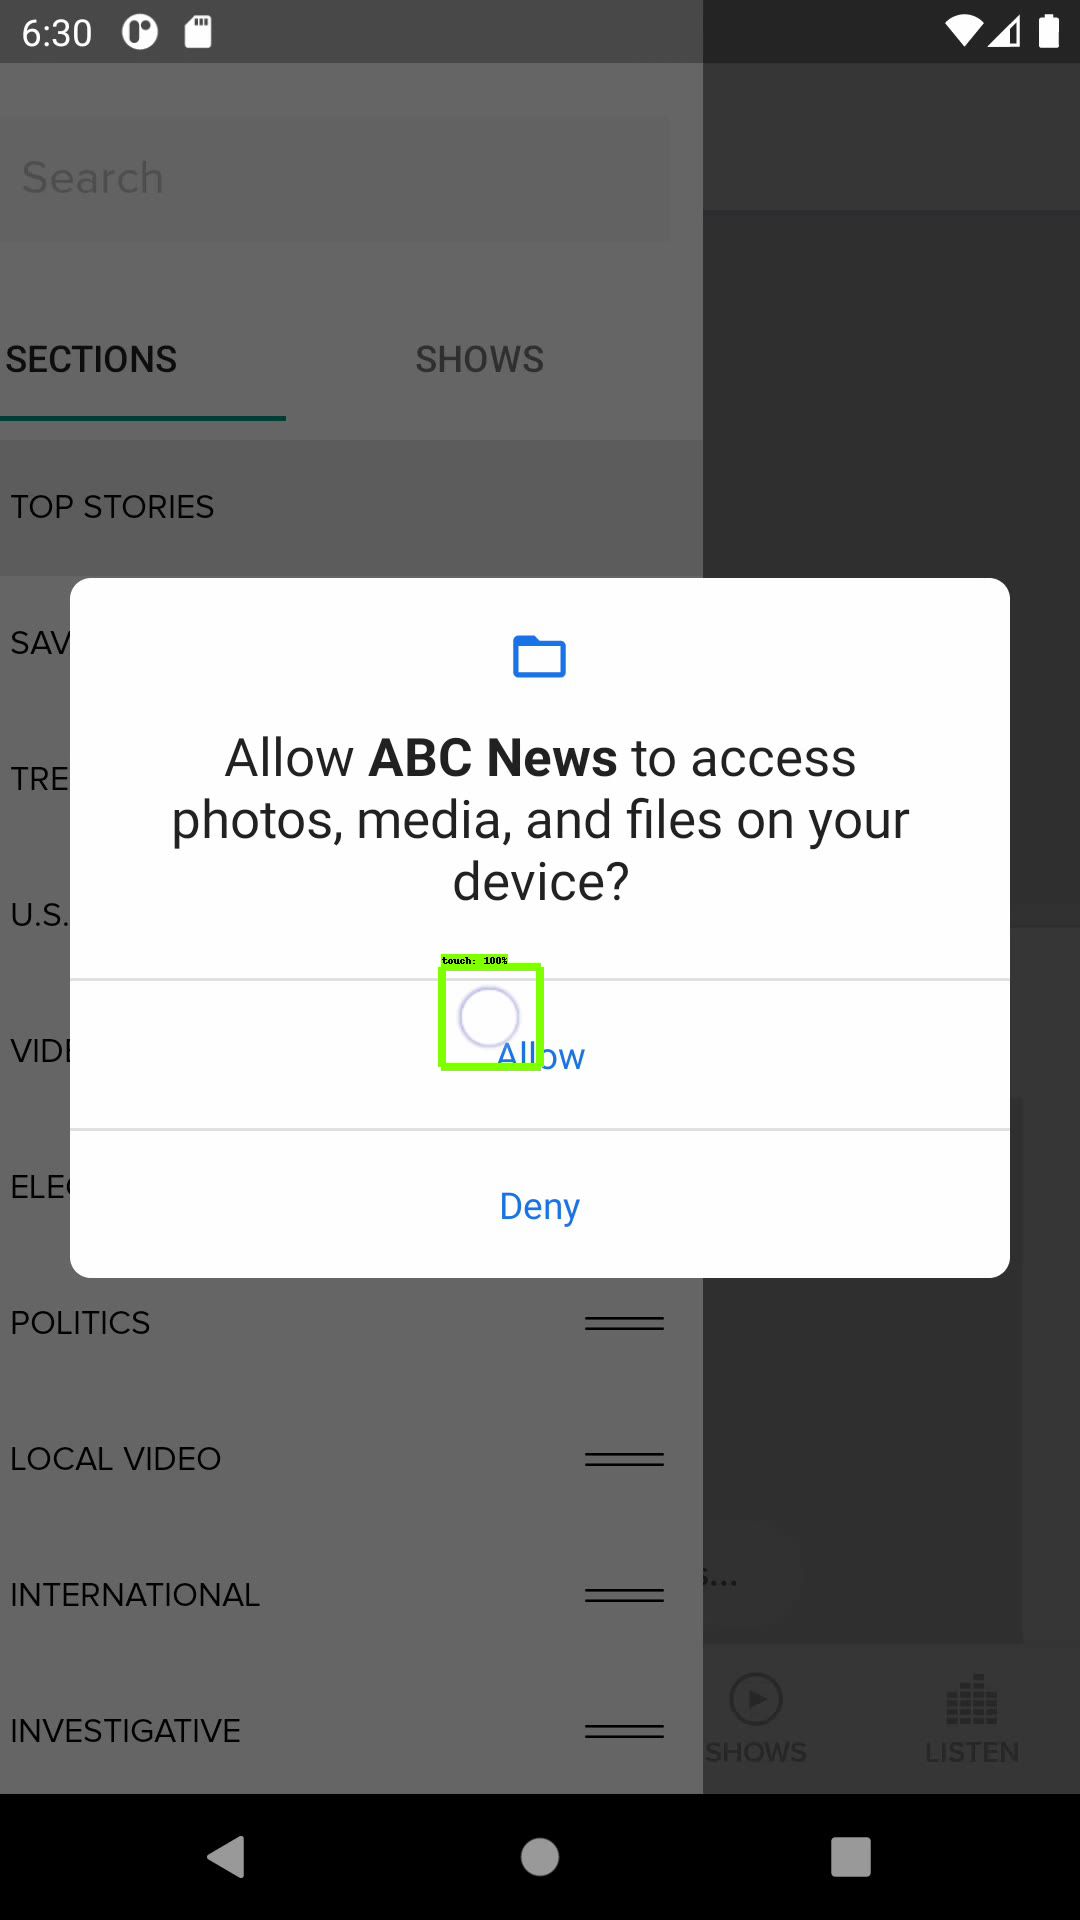 6:30
Search
SECTIONS
SHOWS
TOP STORIES
SAV
TRE
U.S.
VIDE
ELEC
Allow ABC News to access
photos, media, and files on your
device?
touch: 100%
Allow
Deny
POLITICS
LOCAL VIDEO
INTERNATIONAL
s...
INVESTIGATIVE
SHOWS
LISTEN